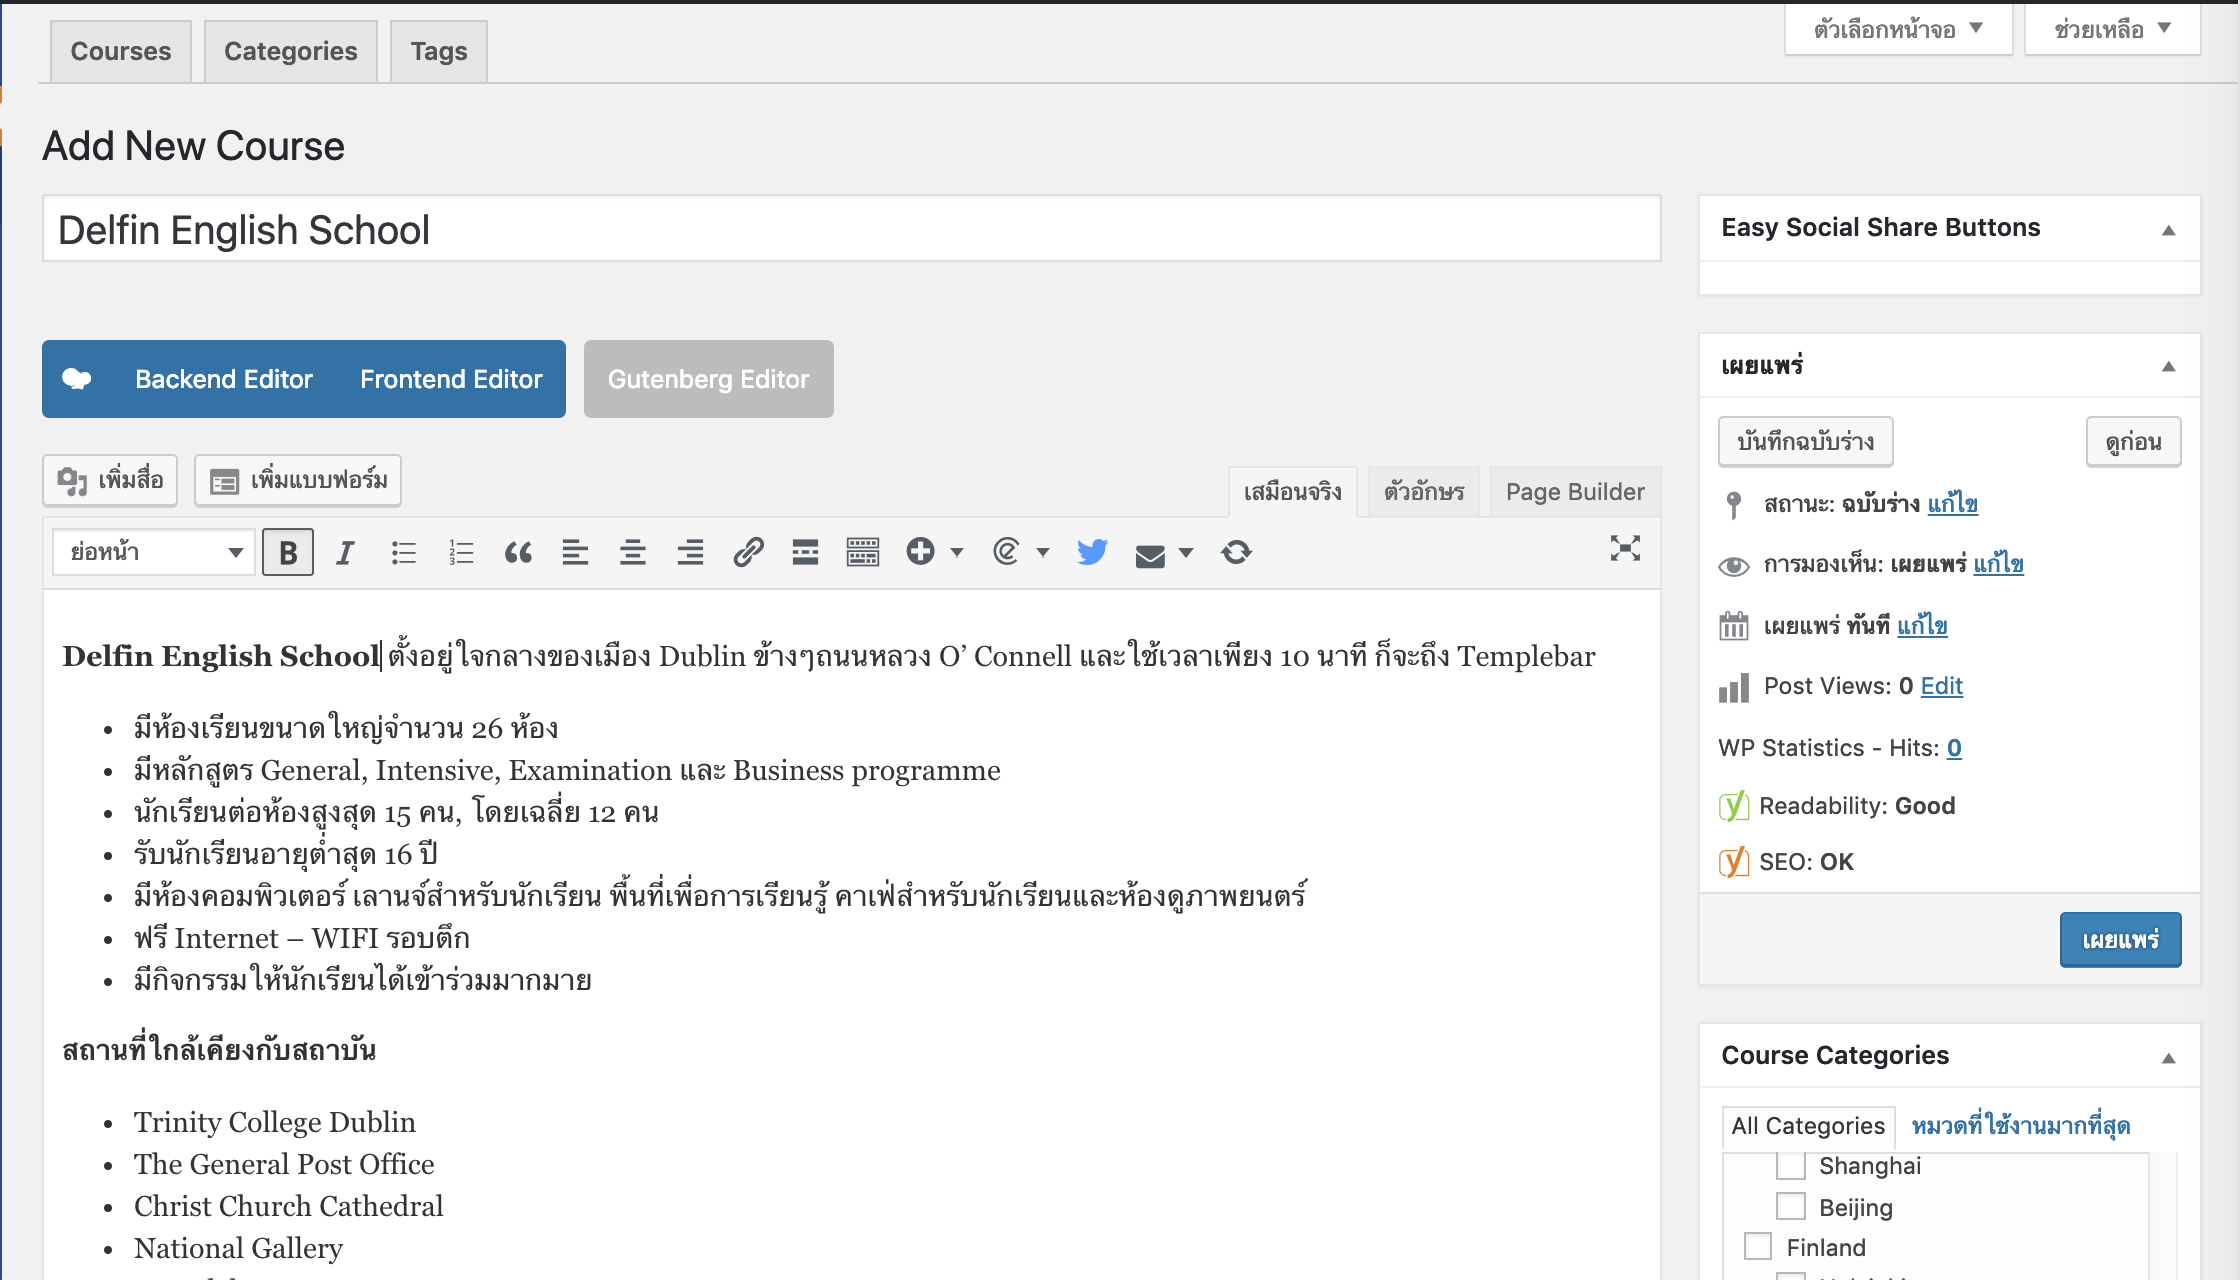 Courses
Categories
Tags
ตัวเลือกหน้าจอ
ช่วยเหลือ
Add New Course
Delfin English School
Backend Editor
Frontend Editor
Gutenberg Editor
เพิ่มสื่อ
เพิ่มแบบฟอร์ม
เสมือนจริง
ตัวอักษร
Page Builder
ย่อหน้า
Delfin English School ตั้งอยู่ใจกลางของเมือง Dublin ข้างๆถนนหลวง O’ Connell และใช้เวลาเพียง 10 นาที ก็จะถึง Templebar
มีห้องเรียนขนาดใหญ่จำนวน 26 ห้อง
มีหลักสูตร General, Intensive, Examination และ Business programme
นักเรียนต่อห้องสูงสุด 15 คน, โดยเฉลี่ย 12 คน
รับนักเรียนอายุต่ำสุด 16 ปี
มีห้องคอมพิวเตอร์ เลานจ์สำหรับนักเรียน พื้นที่เพื่อการเรียนรู้ คาเฟ่สำหรับนักเรียนและห้องดูภาพยนตร์
ฟรี Internet – WIFI รอบตึก
มีกิจกรรมให้นักเรียนได้เข้าร่วมมากมาย
สถานที่ใกล้เคียงกับสถาบัน
Trinity College Dublin
The General Post Office
Christ Church Cathedral
National Gallery
Easy Social Share Buttons
เผยแพร่
บันทึกฉบับร่าง
ดูก่อน
สถานะ: ฉบับร่าง แก้ไข
การมองเห็น: เผยแพร่ แก้ไข
เผยแพร่ ทันที แก้ไข
Post Views: 0 Edit
WP Statistics - Hits: 0
Readability: Good
SEO: OK
เผยแพร่
Course Categories
All Categories
หมวดที่ใช้งานมากที่สุด
Shanghai
Beijing
Finland